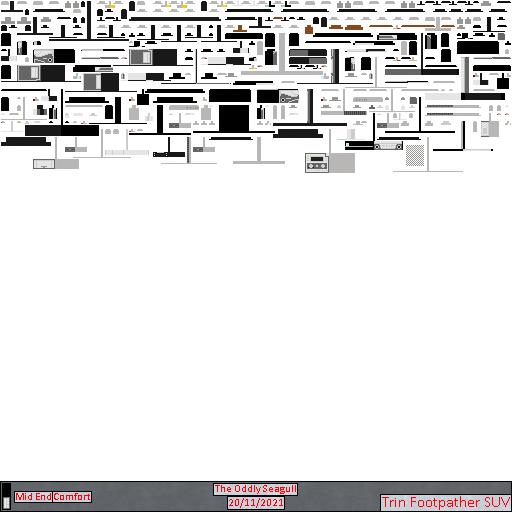 The Oddly Seagull
Mid End Comfort
20/11/2021
Trin Footpather SUV